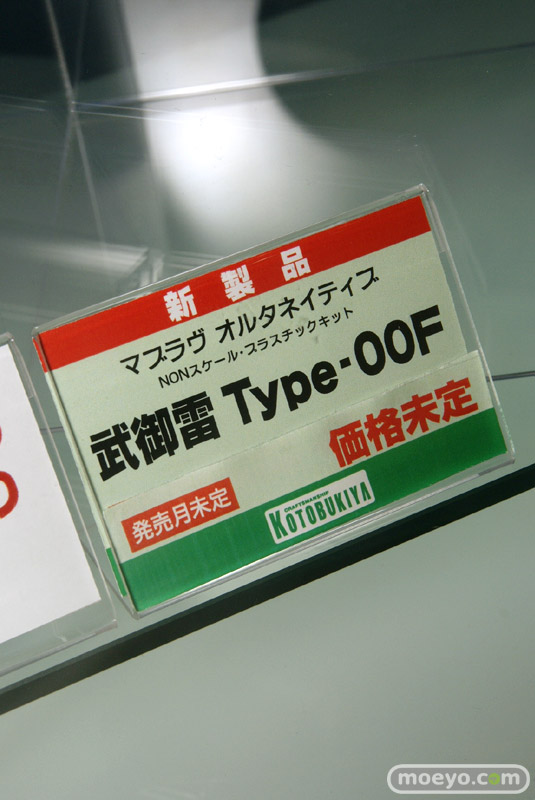 新製品
マブラヴ オルタネイティブ
NONスケール・プラスチックキット
武御雷 Type-00F
価格未定
発売月未定
CRAFTSMANSHIP
KOTOBUKIYA
moeyo.com